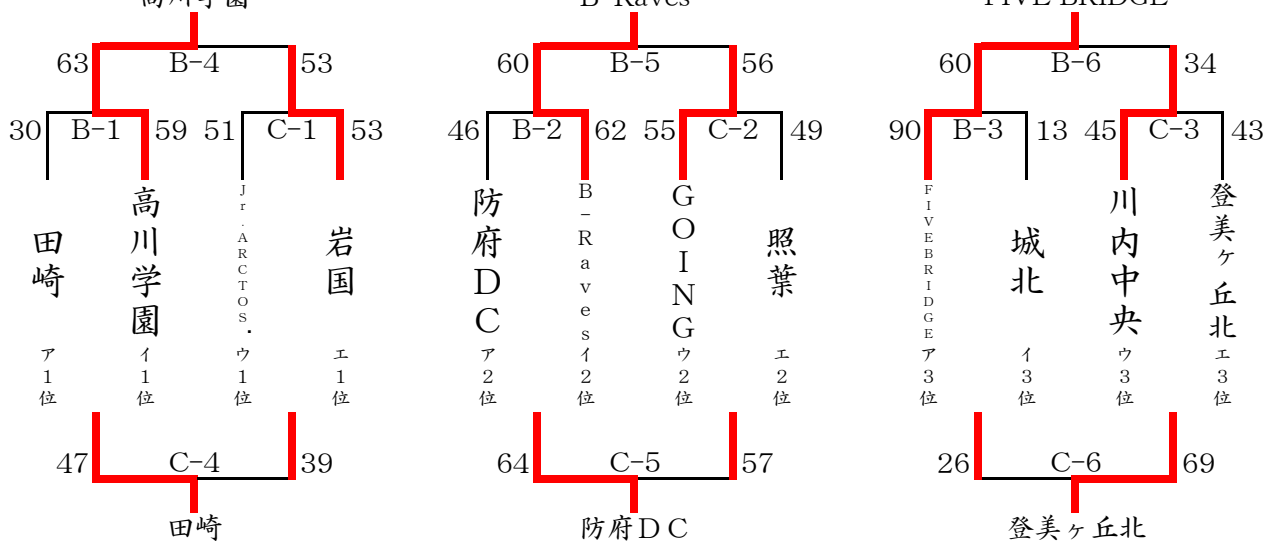 高川学園 B-Raves FIVE BRIDGE
63 B-4 53 60 B-5 56 60 B-6 34
30 B-1 59 51 C-1 53 46 B-2 62 55 C-2 49 90 B-3 13 45 C-3 43
田崎
高川学園
Jr.ARCTOS.
岩国
防府DC
B-Raves
GOING
照葉
FIVEBRIDGE
城北
川内中央
登美ヶ丘北
ア1位 イ1位 ウ1位 エ1位 ア2位 イ2位 ウ2位 エ2位 ア3位 イ3位 ウ3位 エ3位
47 C-4 39 64 C-5 57 26 C-6 69
田崎 防府DC 登美ヶ丘北